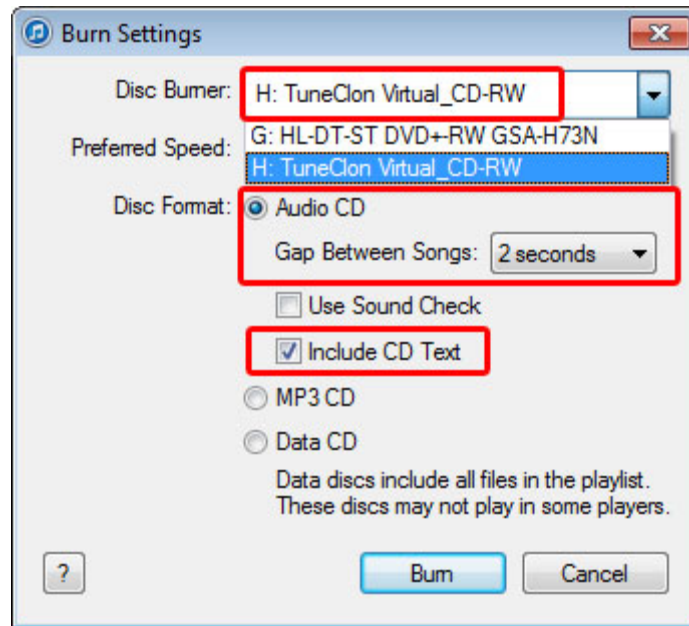 Burn Settings
Disc Burner: H: TuneClon Virtual_CD-RW
G: HL-DT-ST DVD+-RW GSA-H73N
Preferred Speed:
H: TuneClon Virtual_CD-RW
Disc Format: Audio CD
Gap Between Songs: 2 seconds
Use Sound Check
Include CD Text
MP3 CD
Data CD
Data discs include all files in the playlist.
These discs may not play in some players.
? Burn Cancel